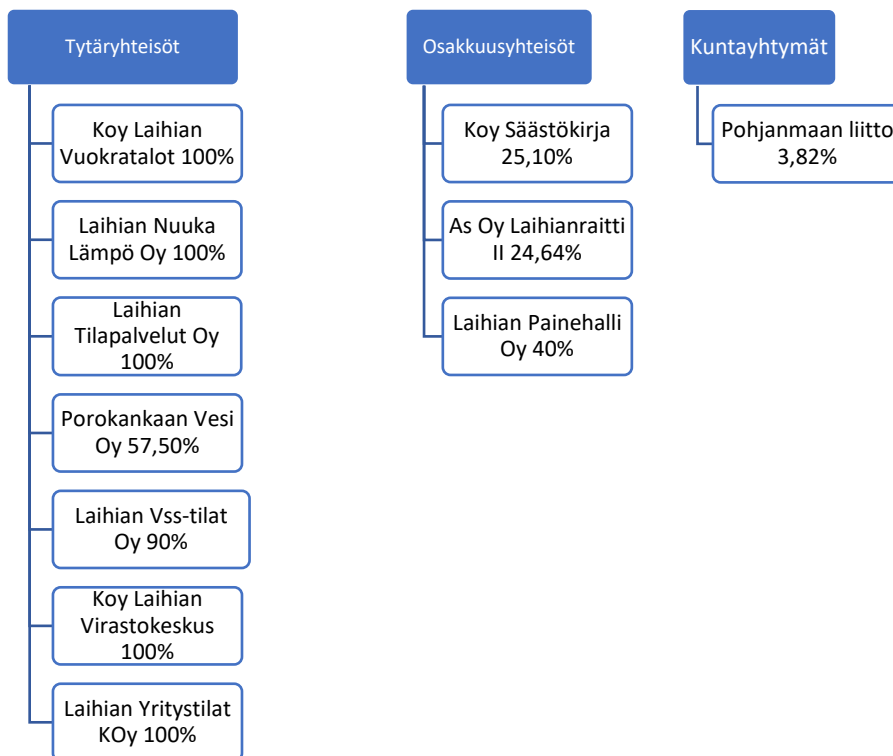 Tytäryhteisöt
Koy Laihian
Vuokratalot 100%
Laihian Nuuka
Lämpö Oy 100%
Laihian
Tilapalvelut Oy
100%
Porokankaan Vesi
Oy 57,50%
Laihian Vss-tilat
Oy 90%
Koy Laihian
Virastokeskus
100%
Laihian Yritystilat
KOy 100%
Osakkuusyhteisöt
Koy Säästökirja
25,10%
As Oy Laihianraitti
II 24,64%
Laihian Painehalli
Oy 40%
Kuntayhtymät
Pohjanmaan liitto
3,82%